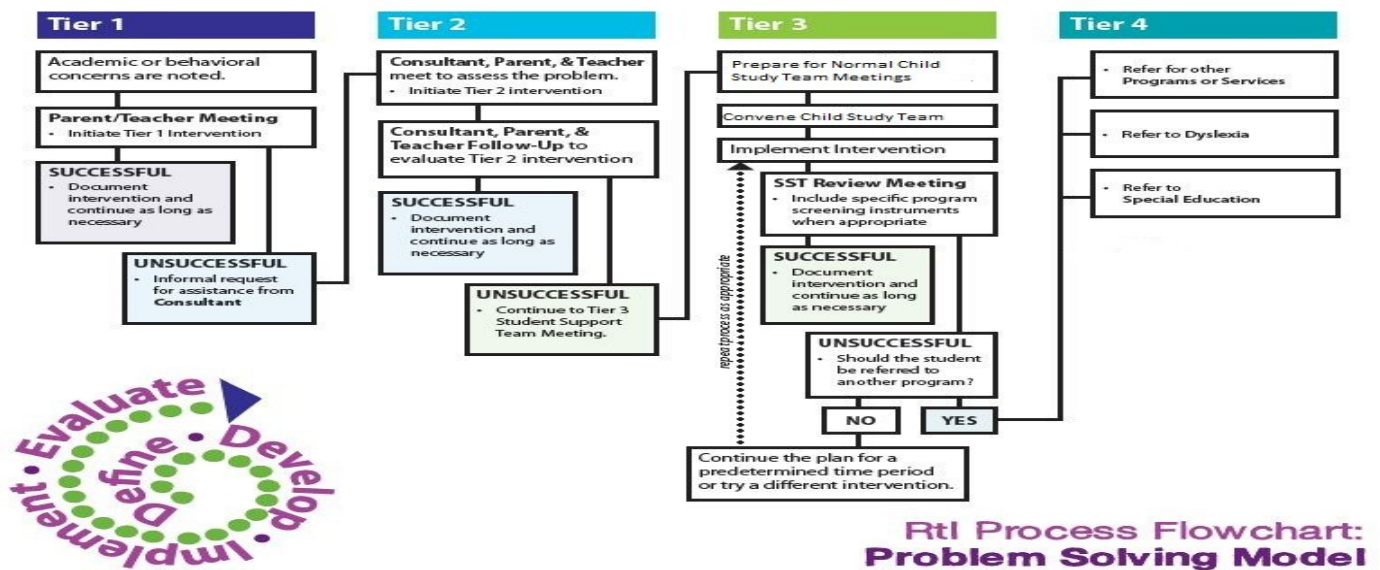 Tier 1
Academic or behavioral
concerns are noted.
Parent/Teacher Meeting
• Initiate Tier 1 Intervention
SUCCESSFUL
• Document
intervention and
continue as long as
necessary
UNSUCCESSFUL
• Informal request
for assistance from
Consultant
Tier 2
Consultant, Parent, & Teacher
meet to assess the problem.
• Initiate Tier 2 intervention
Consultant, Parent, &
Teacher Follow-Up to
evaluate Tier 2 intervention
SUCCESSFUL
• Document
intervention and
continue as long as
necessary
UNSUCCESSFUL
• Continue to Tier 3
Student Support
Team Meeting.
Tier 3
Prepare for Normal Child
Study Team Meetings
Convene Child Study Team
Implement Intervention
SST Review Meeting
• Include specific program
screening instruments
when appropriate
SUCCESSFUL
• Document
intervention and
continue as long
as necessary
UNSUCCESSFUL
• Should the student
be referred to
another program?
NO
YES
Continue the plan for a
predetermined time period
or try a different intervention.
repeat process as appropriate
Tier 4
• Refer for other
Programs or Services
• Refer to Dyslexia
• Refer to
Special Education
Define • Develop • Implement • Evaluate
RtI Process Flowchart:
Problem Solving Model